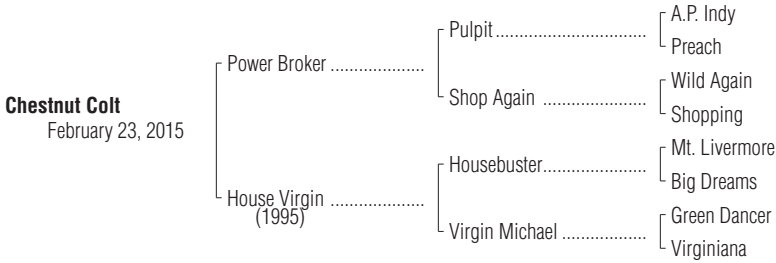 A.P. Indy
Pulpit
Preach
Power Broker
Wild Again
Shop Again
Shopping
Chestnut Colt
February 23, 2015
Mt. Livermore
Housebuster
Big Dreams
House Virgin
(1995)
Green Dancer
Virgin Michael
Virginiana